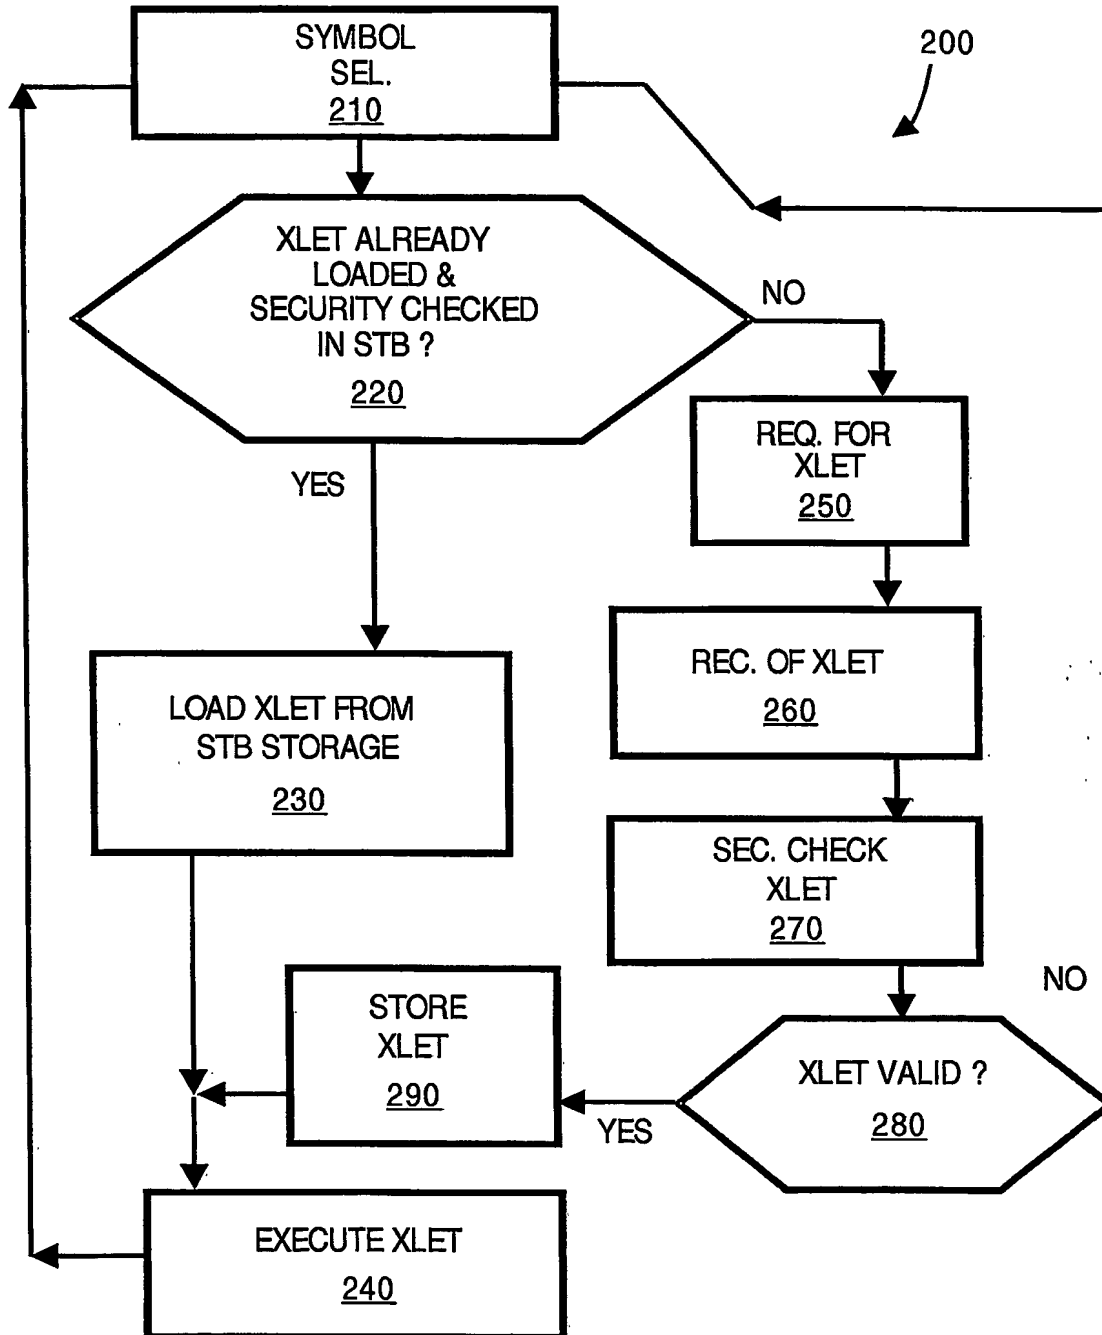 SYMBOL
SEL.
210
200
XLET ALREADY
LOADED &
SECURITY CHECKED
IN STB ?
220
NO
YES
REQ. FOR
XLET
250
REC. OF XLET
260
LOAD XLET FROM
STB STORAGE
230
SEC. CHECK
XLET
270
NO
STORE
XLET
290
XLET VALID ?
280
YES
EXECUTE XLET
240